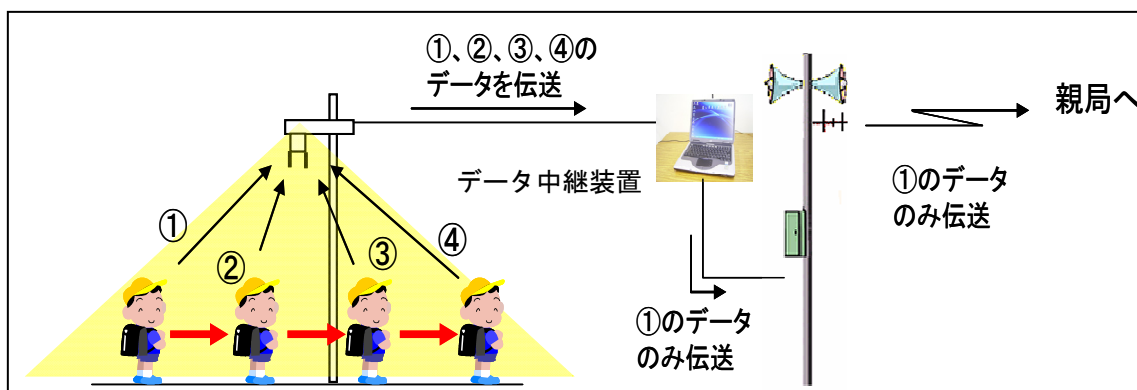 ①、②、③、④の
データを伝送
親局へ
データ中継装置
①のデータ
のみ伝送
①
②
③
④
①のデータ
のみ伝送